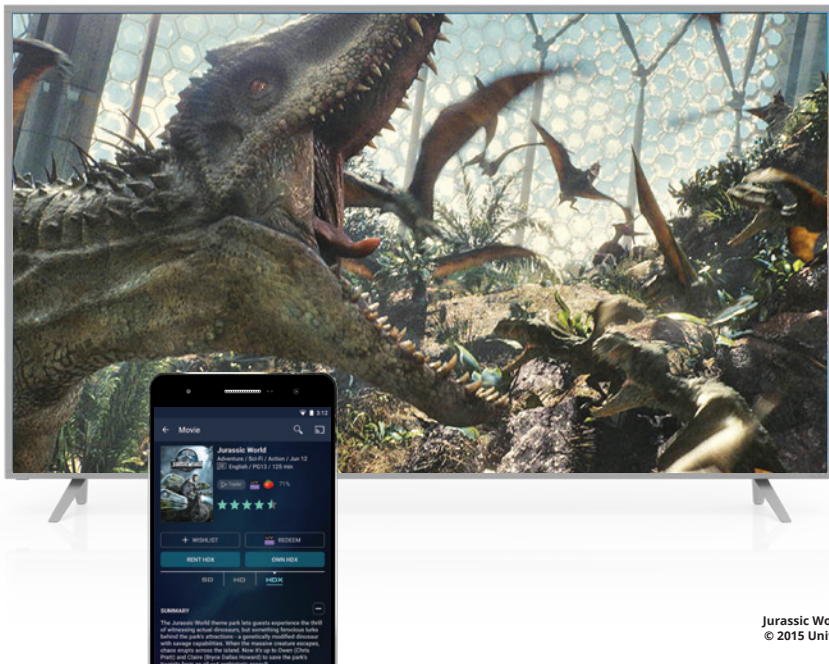 3:12
Movie
Jurassic World
Adventure / Sci-Fi / Action / Jun 12
English / PG13 / 125 min
Trailer
71%
+ WISHLIST
REDEEM
RENT HDX
OWN HDX
SD
HD
HDX
SUMMARY
The Jurassic World theme park lets guests experience the thrill
of witnessing actual dinosaurs, but something ferocious lurks
behind the park's attractions - a genetically modified dinosaur
with savage capabilities. When the massive creature escapes,
chaos erupts across the island. Now it's up to Owen (Chris
Pratt) and Claire (Bryce Dallas Howard) to save the park's
Jurassic Wo
© 2015 Uni